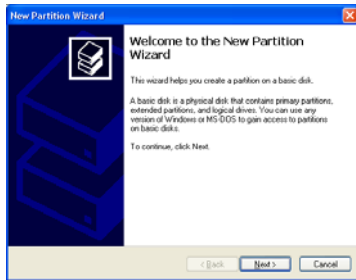 New Partition Wizard
Welcome to the New Partition
Wizard
This wizard helps you create a partition on a basic disk.
A basic disk is a physical disk that contains primary partitions,
extended partitions, and logical drives. You can use any
version of Windows or MS-DOS to gain access to partitions
on basic disks.
To continue, click Next.
< Back Next > Cancel